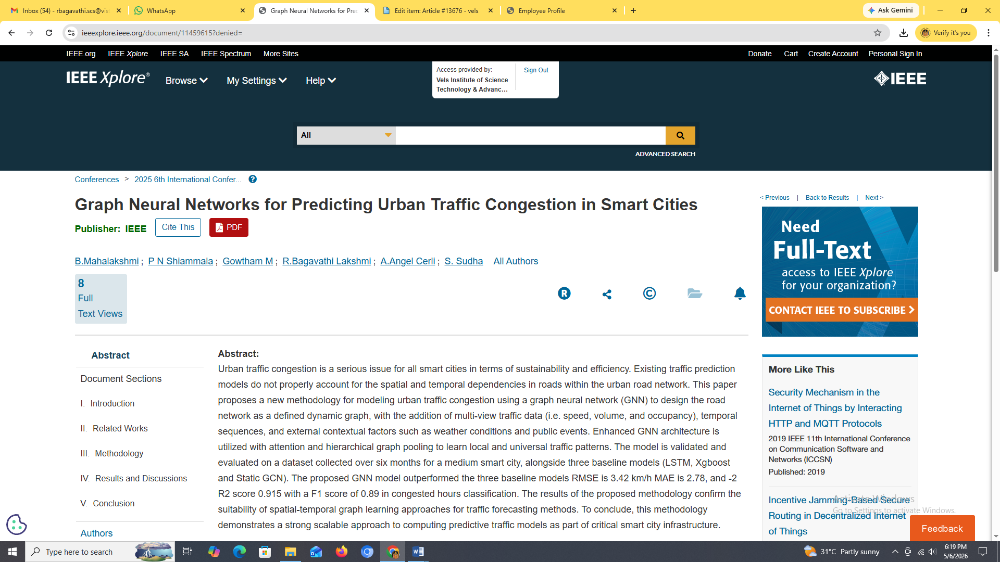 Inbox (54) - rbagavathi.scs@vis
WhatsApp
Graph Neural Networks for Pre
Edit item: Article #13676 - vels
Employee Profile
Ask Gemini
ieeexplore.ieee.org/document/11459615?denied=
Verify it's you
IEEE.org IEEE Xplore IEEE SA IEEE Spectrum More Sites
Donate Cart Create Account Personal Sign In
IEEE Xplore®
Browse
My Settings
Help
Access provided by:
Vels Institute of Science
Technology & Advanc...
Sign Out
IEEE
All
ADVANCED SEARCH
Conferences > 2025 6th International Confer... ?
Graph Neural Networks for Predicting Urban Traffic Congestion in Smart Cities
Publisher: IEEE
Cite This
PDF
< Previous | Back to Results | Next >
B.Mahalakshmi ; P N Shiammala ; Gowtham M ; R.Bagavathi Lakshmi ; A.Angel Cerli ; S. Sudha All Authors
8
Full
Text Views
R
©
Need
Full-Text
access to IEEE Xplore
for your organization?
CONTACT IEEE TO SUBSCRIBE >
Abstract
Document Sections
I. Introduction
II. Related Works
III. Methodology
IV. Results and Discussions
V. Conclusion
Authors
Abstract:
Urban traffic congestion is a serious issue for all smart cities in terms of sustainability and efficiency. Existing traffic prediction
models do not properly account for the spatial and temporal dependencies in roads within the urban road network. This paper
proposes a new methodology for modeling urban traffic congestion using a graph neural network (GNN) to design the road
network as a defined dynamic graph, with the addition of multi-view traffic data (i.e. speed, volume, and occupancy), temporal
sequences, and external contextual factors such as weather conditions and public events. Enhanced GNN architecture is
utilized with attention and hierarchical graph pooling to learn local and universal traffic patterns. The model is validated and
evaluated on a dataset collected over six months for a medium smart city, alongside three baseline models (LSTM, Xgboost
and Static GCN). The proposed GNN model outperformed the three baseline models RMSE is 3.42 km/h MAE is 2.78, and -2
R2 score 0.915 with a F1 score of 0.89 in congested hours classification. The results of the proposed methodology confirm the
suitability of spatial-temporal graph learning approaches for traffic forecasting methods. To conclude, this methodology
demonstrates a strong scalable approach to computing predictive traffic models as part of critical smart city infrastructure.
More Like This
Security Mechanism in the
Internet of Things by Interacting
HTTP and MQTT Protocols
2019 IEEE 11th International Conference
on Communication Software and
Networks (ICCSN)
Published: 2019
Incentive Jamming-Based Secure
Routing in Decentralized Internet
of Things
Activate Windows
Go to Settings to activate Windows.
Feedback
Type here to search
31°C Partly sunny
6:19 PM
5/6/2026